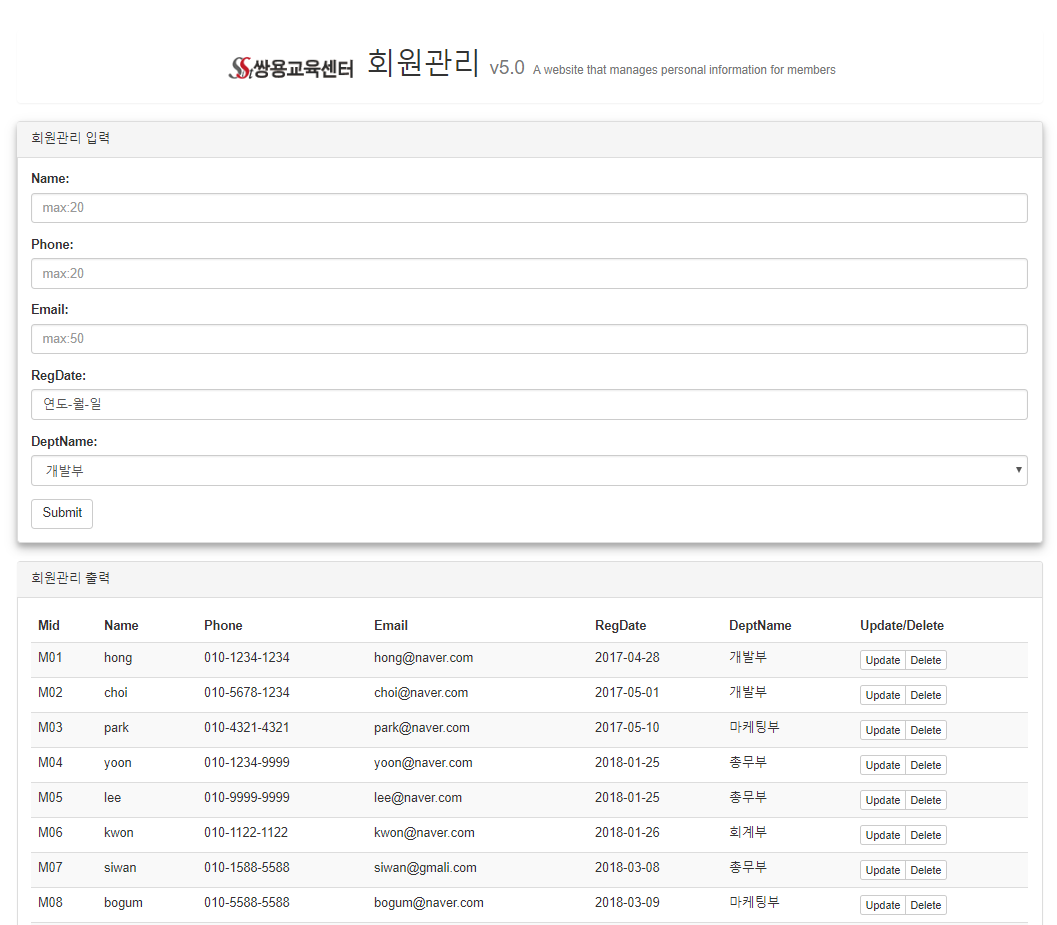 SSt쌍용교육센터 회원관리 v5.0 A website that manages personal information for members
회원관리 입력
Name:
max:20
Phone:
max:20
Email:
max:50
RegDate:
연도-월-일
DeptName:
개발부
Submit
회원관리 출력
Mid Name Phone Email RegDate DeptName Update/Delete
M01 hong 010-1234-1234 hong@naver.com 2017-04-28 개발부 Update Delete
M02 choi 010-5678-1234 choi@naver.com 2017-05-01 개발부 Update Delete
M03 park 010-4321-4321 park@naver.com 2017-05-10 마케팅부 Update Delete
M04 yoon 010-1234-9999 yoon@naver.com 2018-01-25 총무부 Update Delete
M05 lee 010-9999-9999 lee@naver.com 2018-01-25 총무부 Update Delete
M06 kwon 010-1122-1122 kwon@naver.com 2018-01-26 회계부 Update Delete
M07 siwan 010-1588-5588 siwan@gmali.com 2018-03-08 총무부 Update Delete
M08 bogum 010-5588-5588 bogum@naver.com 2018-03-09 마케팅부 Update Delete